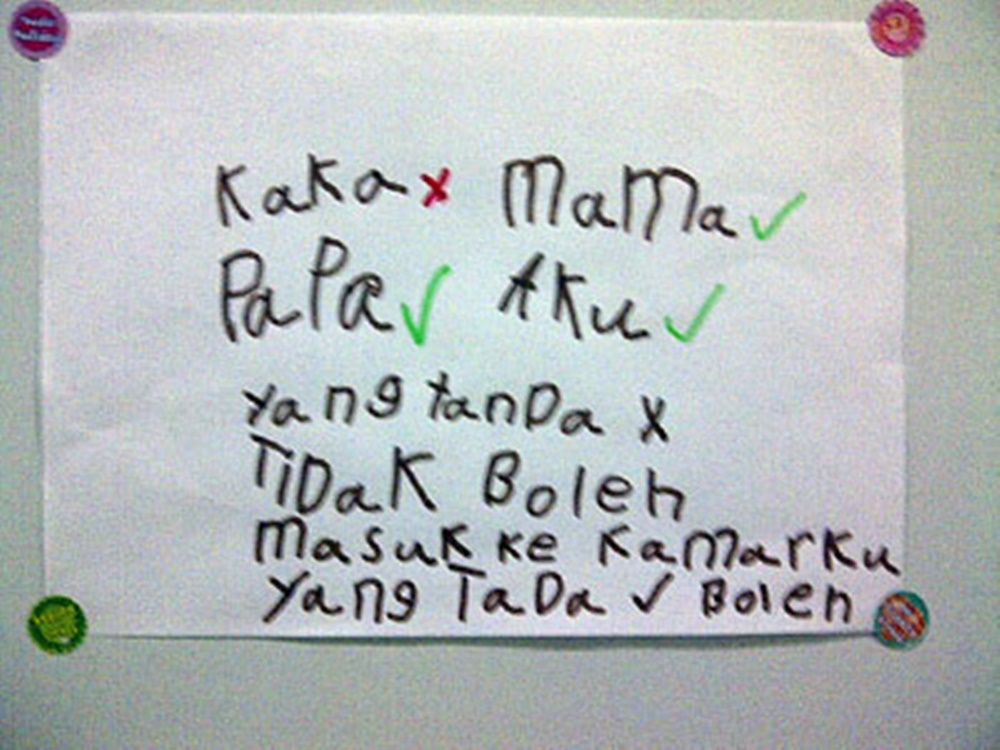 KaKa x MaMa ✓
PaPa ✓ AKu ✓
yang tanDa x
TiDaK Boleh
masuk ke KamarKu
yang TaDa ✓ Boleh